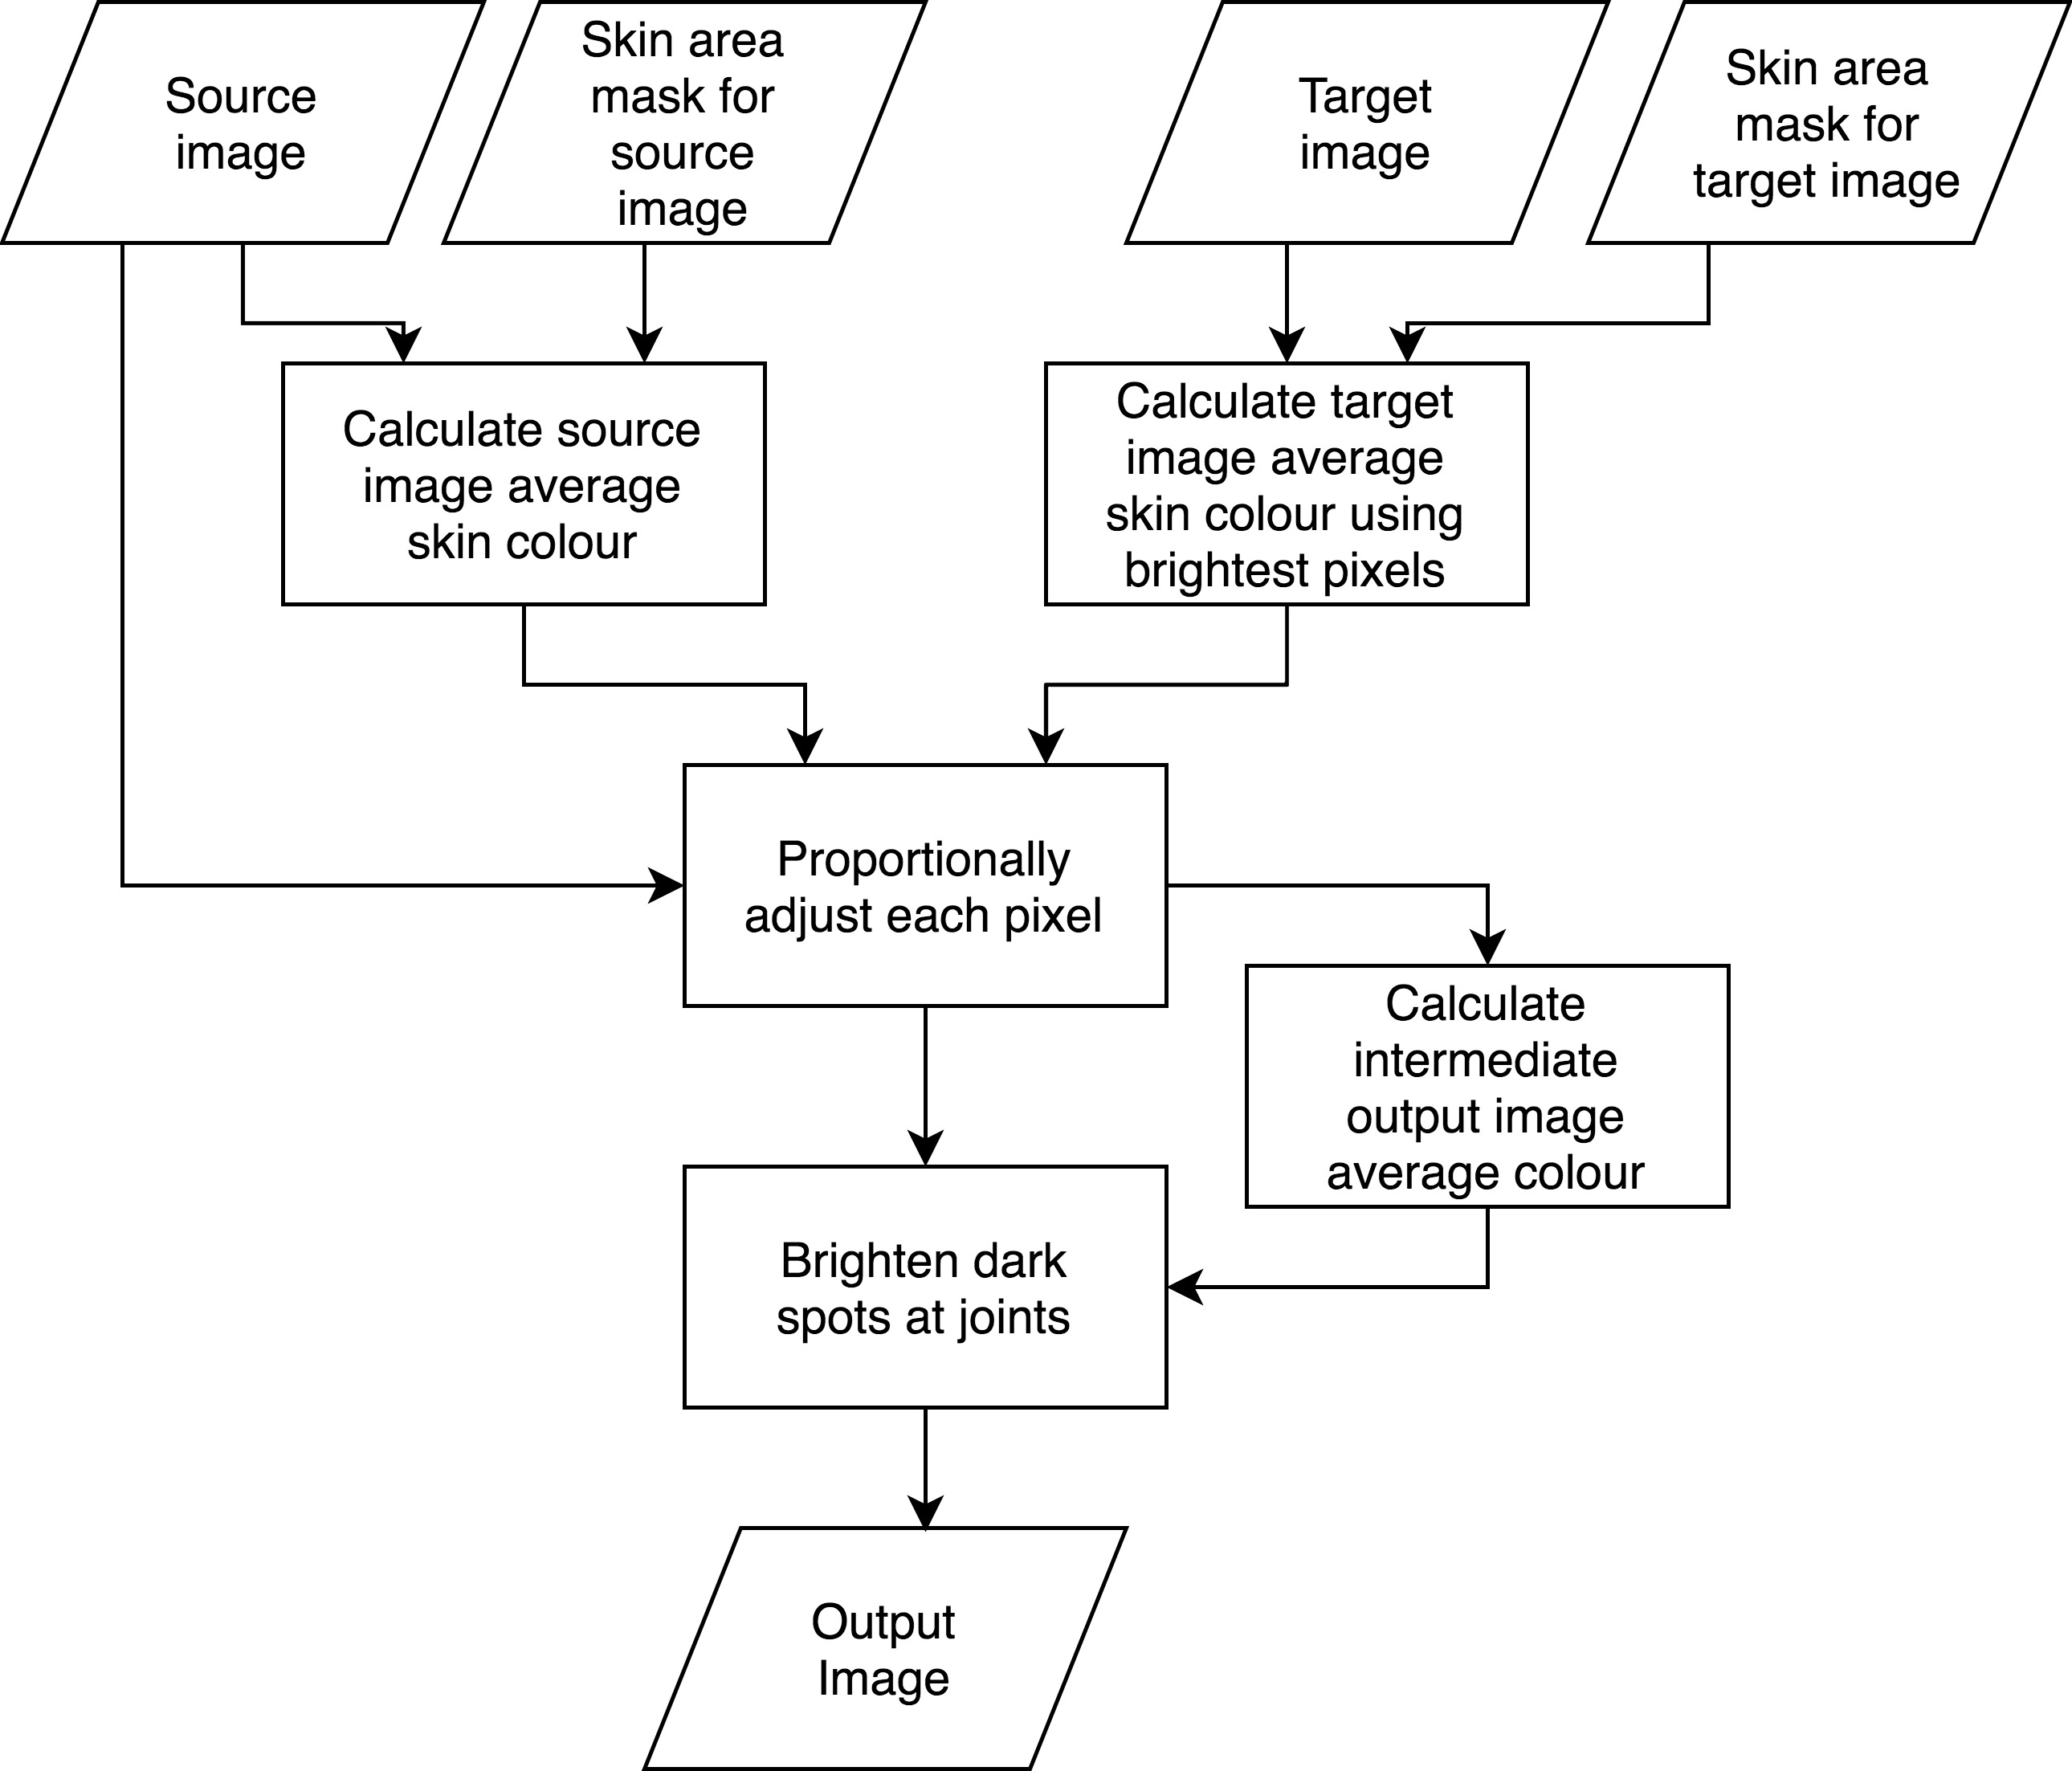 Source
image
Skin area
mask for
source
image
Target
image
Skin area
mask for
target image
Calculate source
image average
skin colour
Calculate target
image average
skin colour using
brightest pixels
Proportionally
adjust each pixel
Calculate
intermediate
output image
average colour
Brighten dark
spots at joints
Output
Image